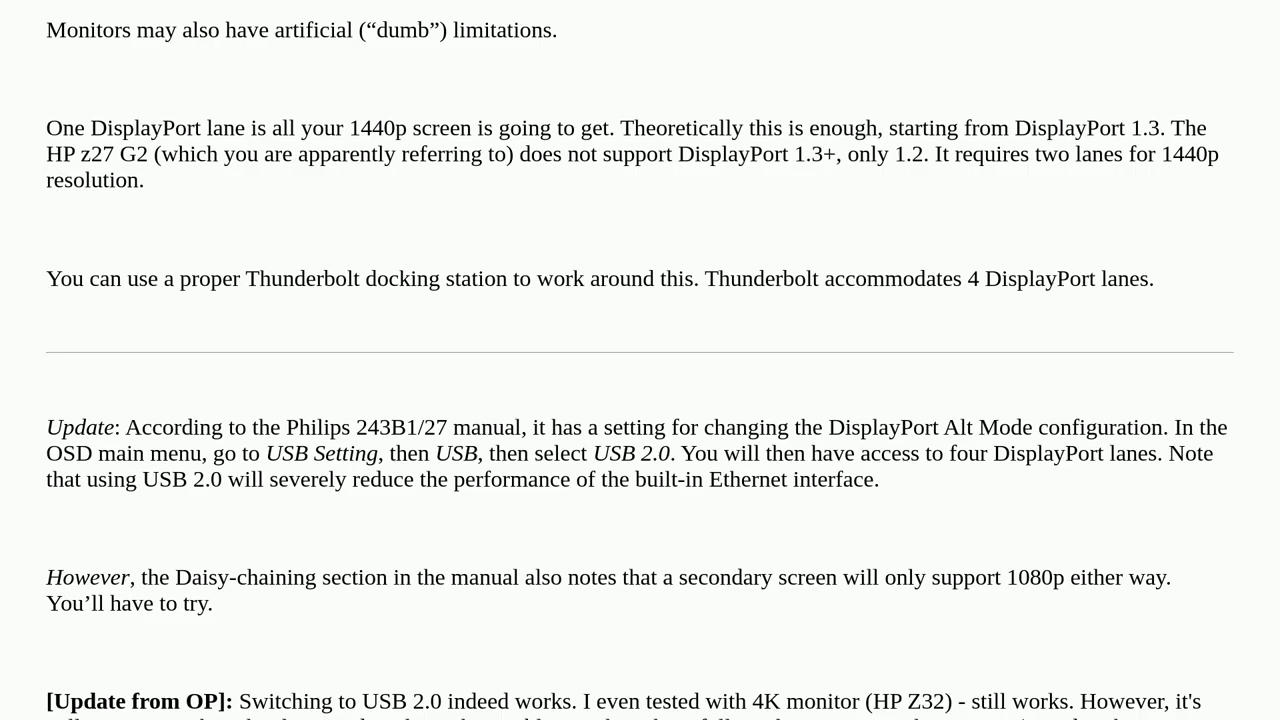 Monitors may also have artificial (“dumb”) limitations.
One DisplayPort lane is all your 1440p screen is going to get. Theoretically this is enough, starting from DisplayPort 1.3. The
HP z27 G2 (which you are apparently referring to) does not support DisplayPort 1.3+, only 1.2. It requires two lanes for 1440p
resolution.
You can use a proper Thunderbolt docking station to work around this. Thunderbolt accommodates 4 DisplayPort lanes.
Update: According to the Philips 243B1/27 manual, it has a setting for changing the DisplayPort Alt Mode configuration. In the
OSD main menu, go to USB Setting, then USB, then select USB 2.0. You will then have access to four DisplayPort lanes. Note
that using USB 2.0 will severely reduce the performance of the built-in Ethernet interface.
However, the Daisy-chaining section in the manual also notes that a secondary screen will only support 1080p either way.
You’ll have to try.
[Update from OP]: Switching to USB 2.0 indeed works. I even tested with 4K monitor (HP Z32) - still works. However, it's